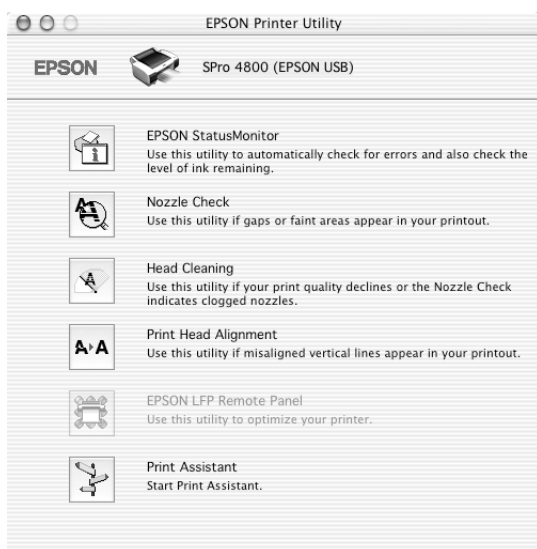 EPSON Printer Utility
EPSON
SPro 4800 (EPSON USB)
EPSON StatusMonitor
Use this utility to automatically check for errors and also check the
level of ink remaining.
Nozzle Check
Use this utility if gaps or faint areas appear in your printout.
Head Cleaning
Use this utility if your print quality declines or the Nozzle Check
indicates clogged nozzles.
A›A
Print Head Alignment
Use this utility if misaligned vertical lines appear in your printout.
EPSON LFP Remote Panel
Use this utility to optimize your printer.
Print Assistant
Start Print Assistant.